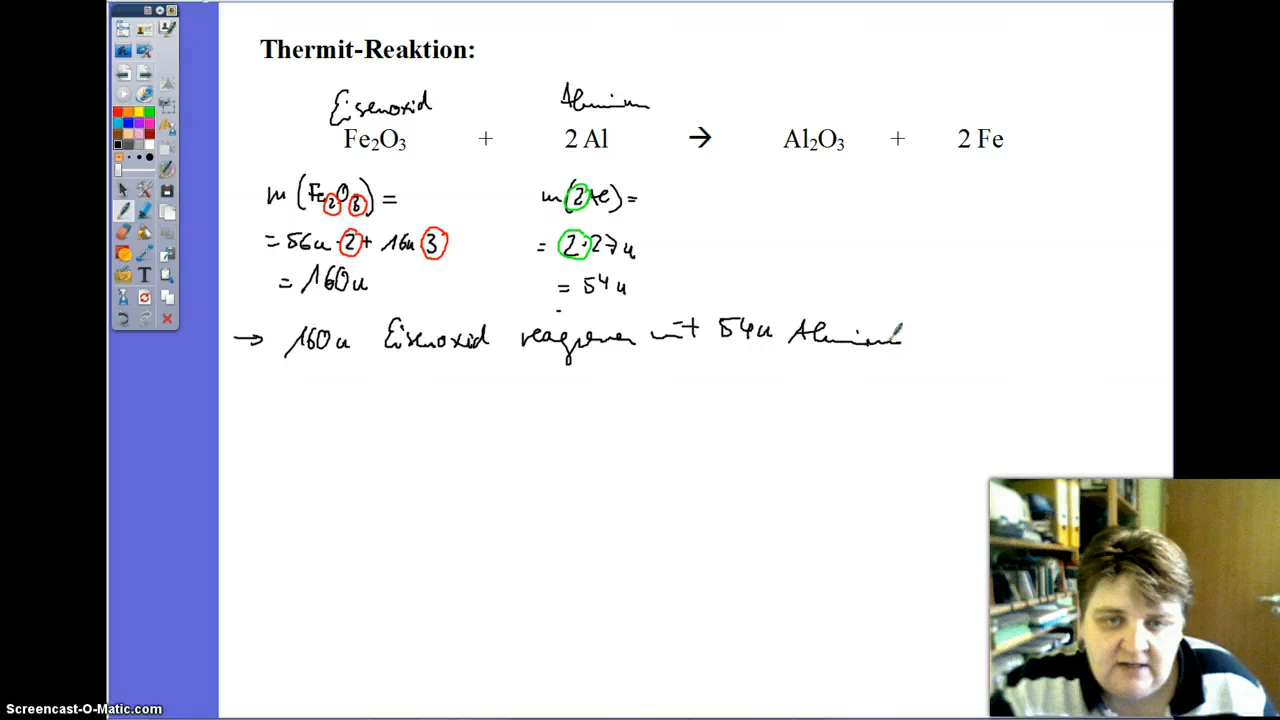 Thermit-Reaktion:
Eisenoxid Aluminium
Fe₂O₃ + 2 Al → Al₂O₃ + 2 Fe
m (Fe₂O₃) = m(2Al) =
= 56u · 2 + 16u 3 = 2 · 27u
= 160u = 54u
→ 160u Eisenoxid reagieren mit 54u Aluminium
T
SCREENCAST-O-MATIC.com